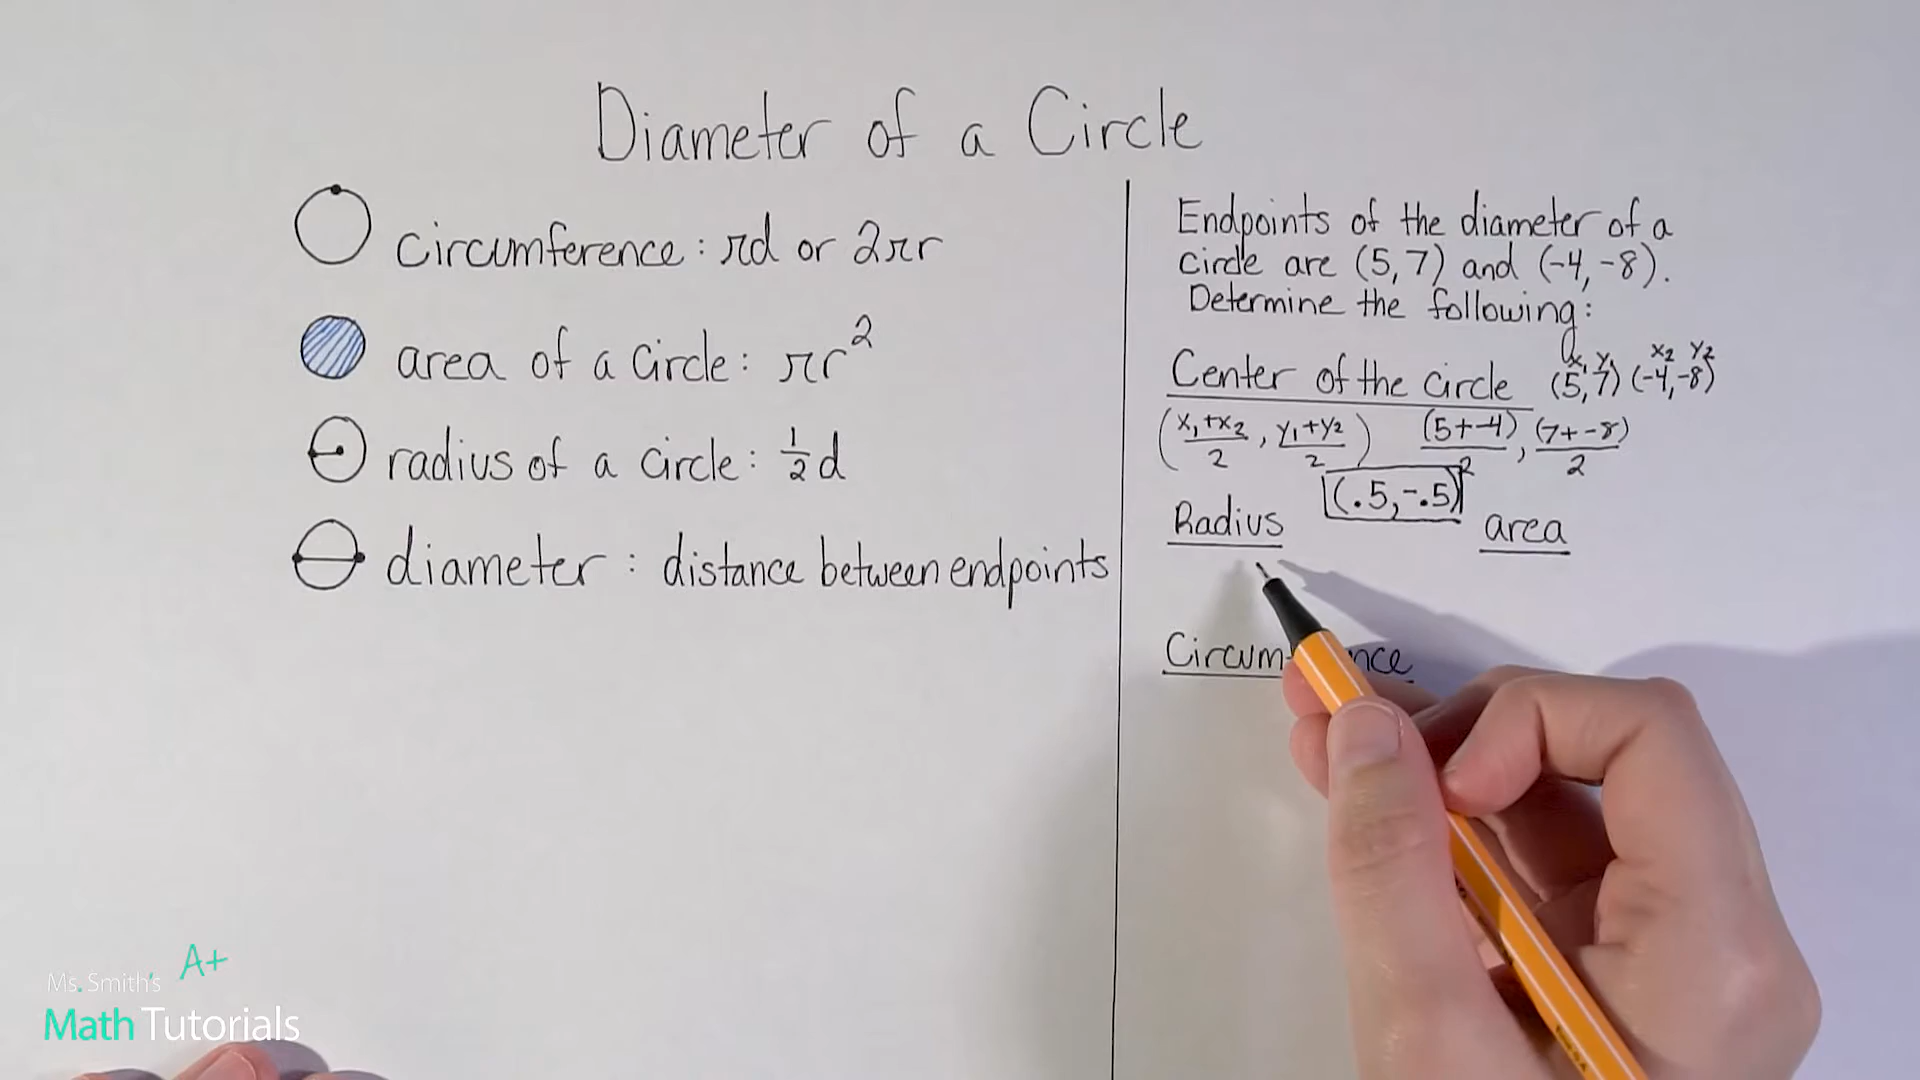 Diameter of a Circle
circumference: πd or 2πr
area of a circle: πr²
radius of a circle: ½d
diameter: distance between endpoints
Endpoints of the diameter of a
circle are (5,7) and (-4,-8).
Determine the following:
x₁ y₁ x₂ y₂
Center of the circle (5,7) (-4,-8)
(x₁+x₂/2, y₁+y₂/2) (5+-4)/2, (7+-8)/2
(.5,-.5)
Radius
area
Circum nce
Ms. Smith's A+
Math Tutorials